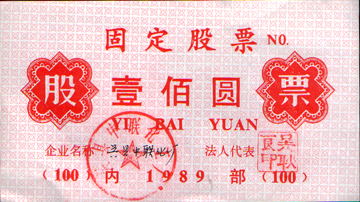 固定股票 NO.
股 壹佰圆 票
YI BAI YUAN
企业名称 法人代表
(100) 内 1989 部 (100)